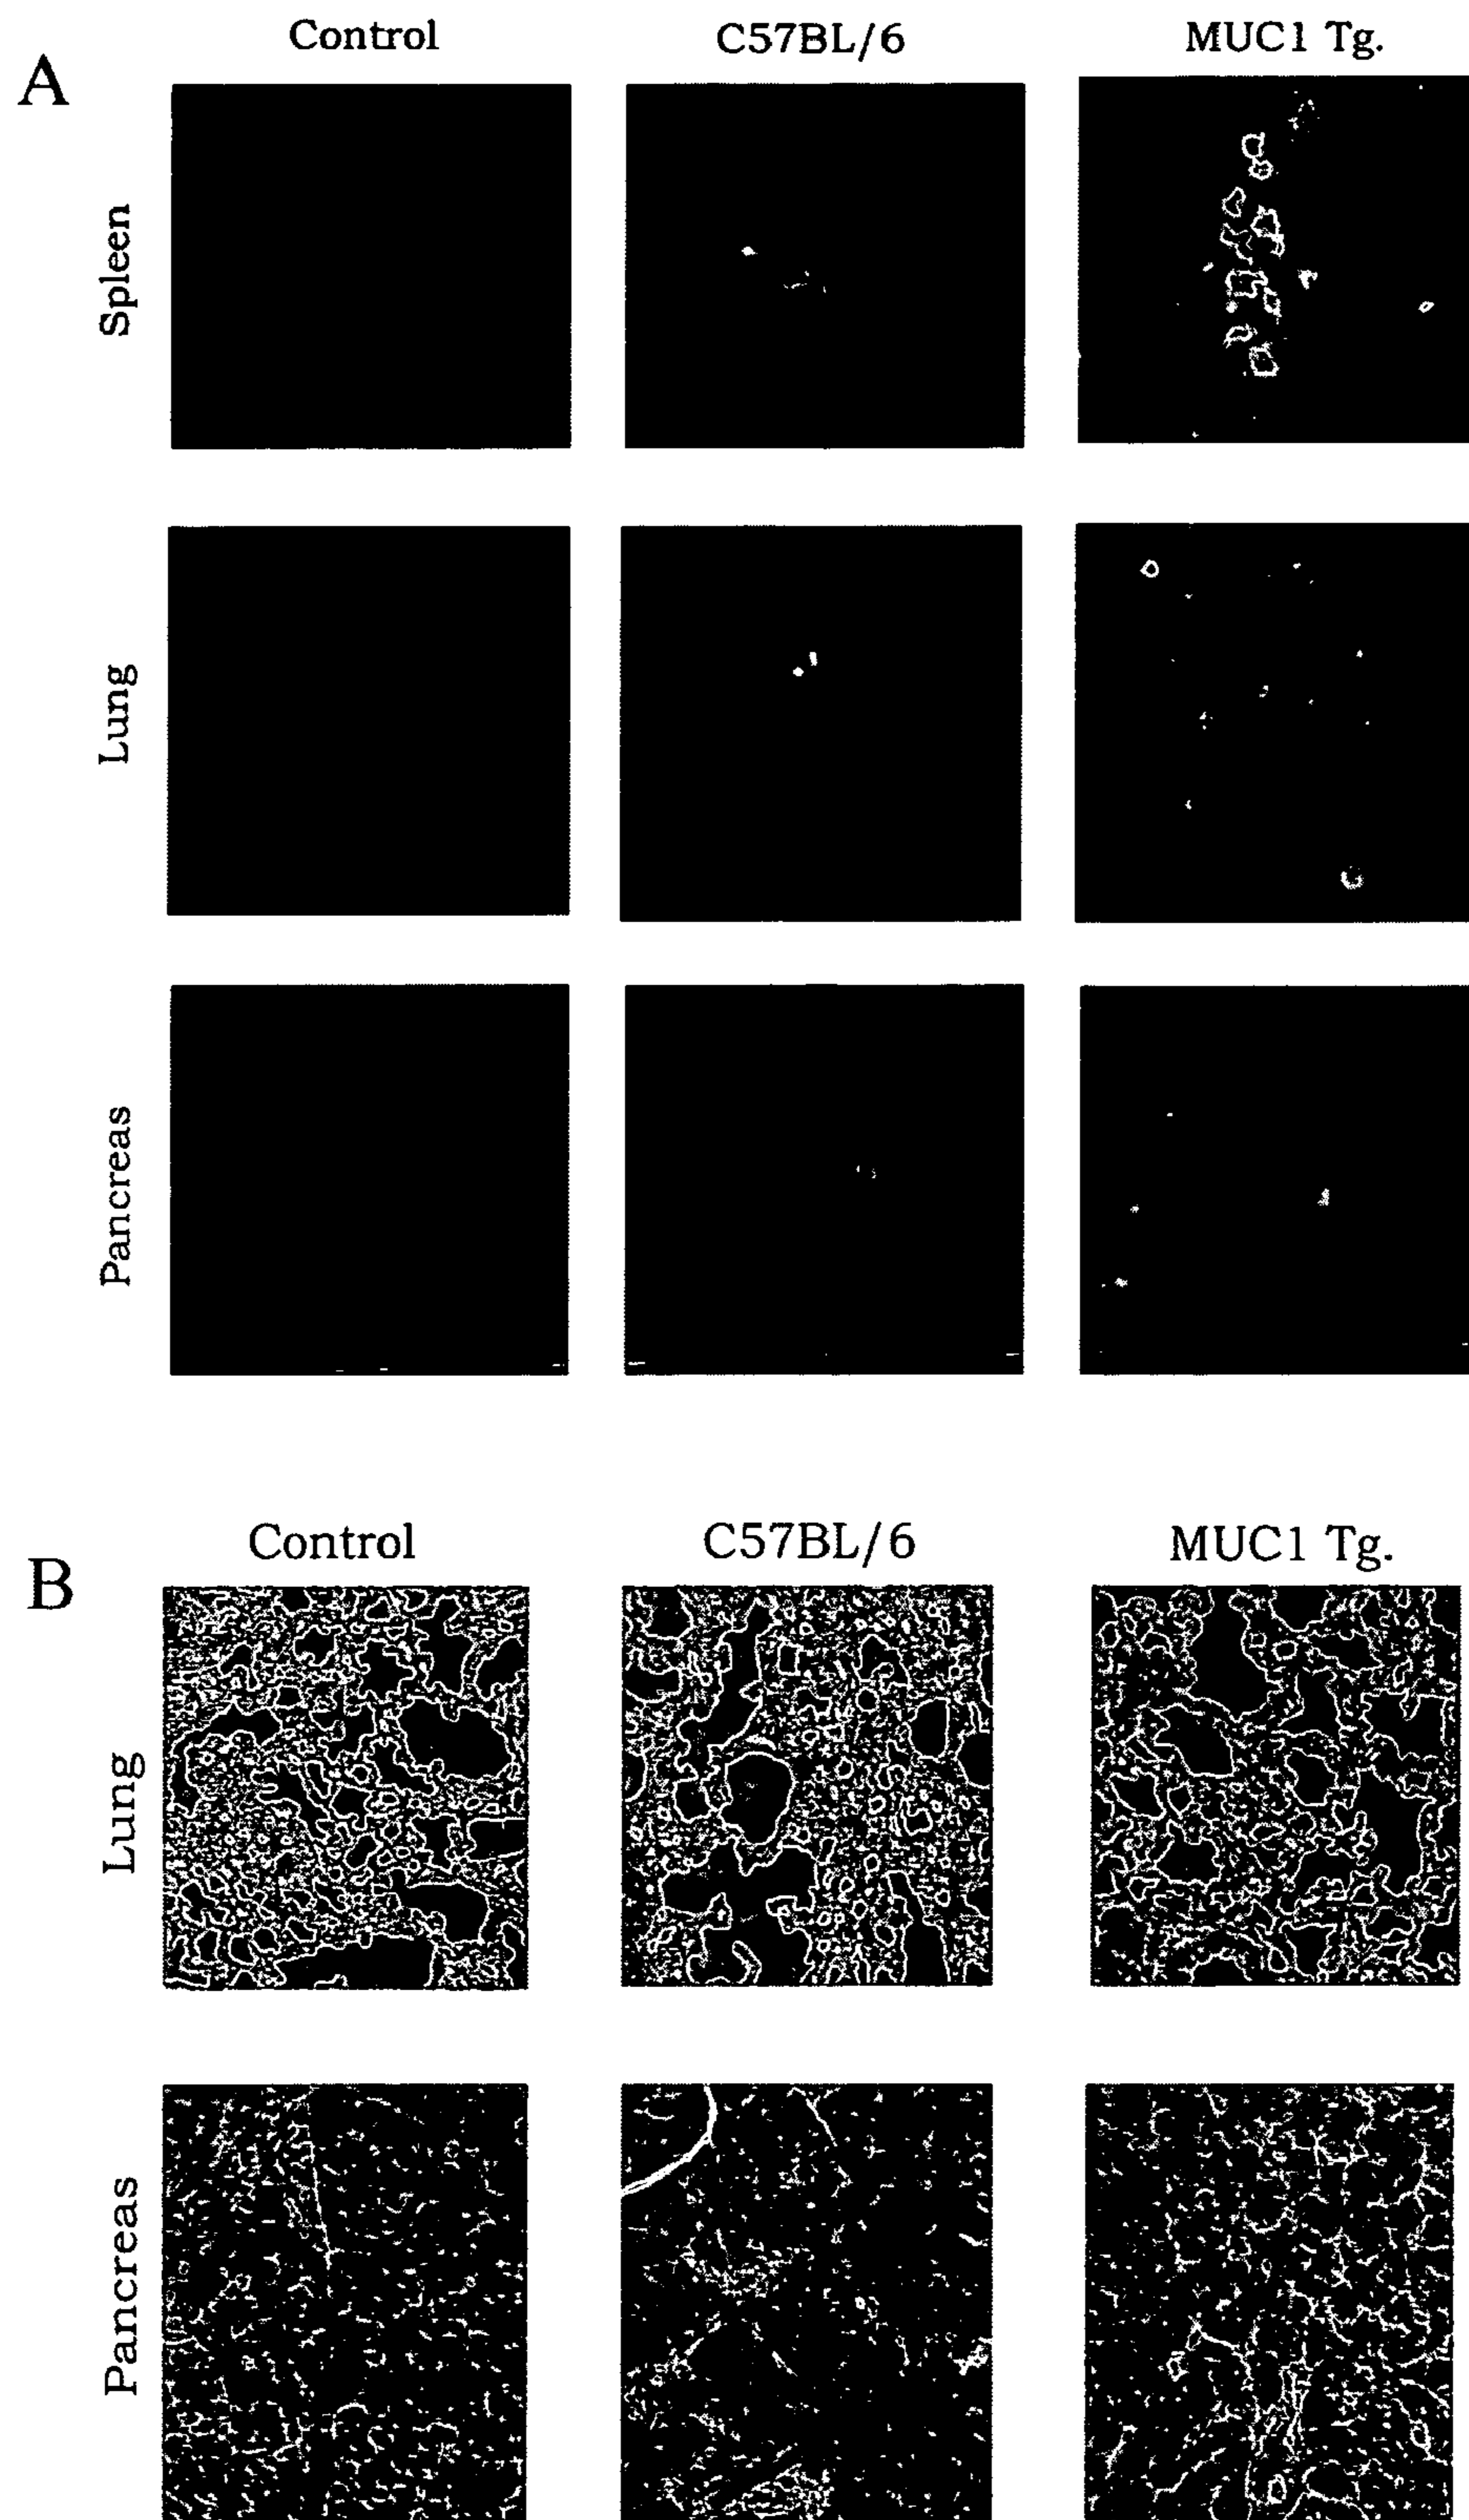 A
Control C57BL/6 MUC1 Tg.
Spleen
Lung
Pancreas
B
Control C57BL/6 MUC1 Tg.
Lung
Pancreas